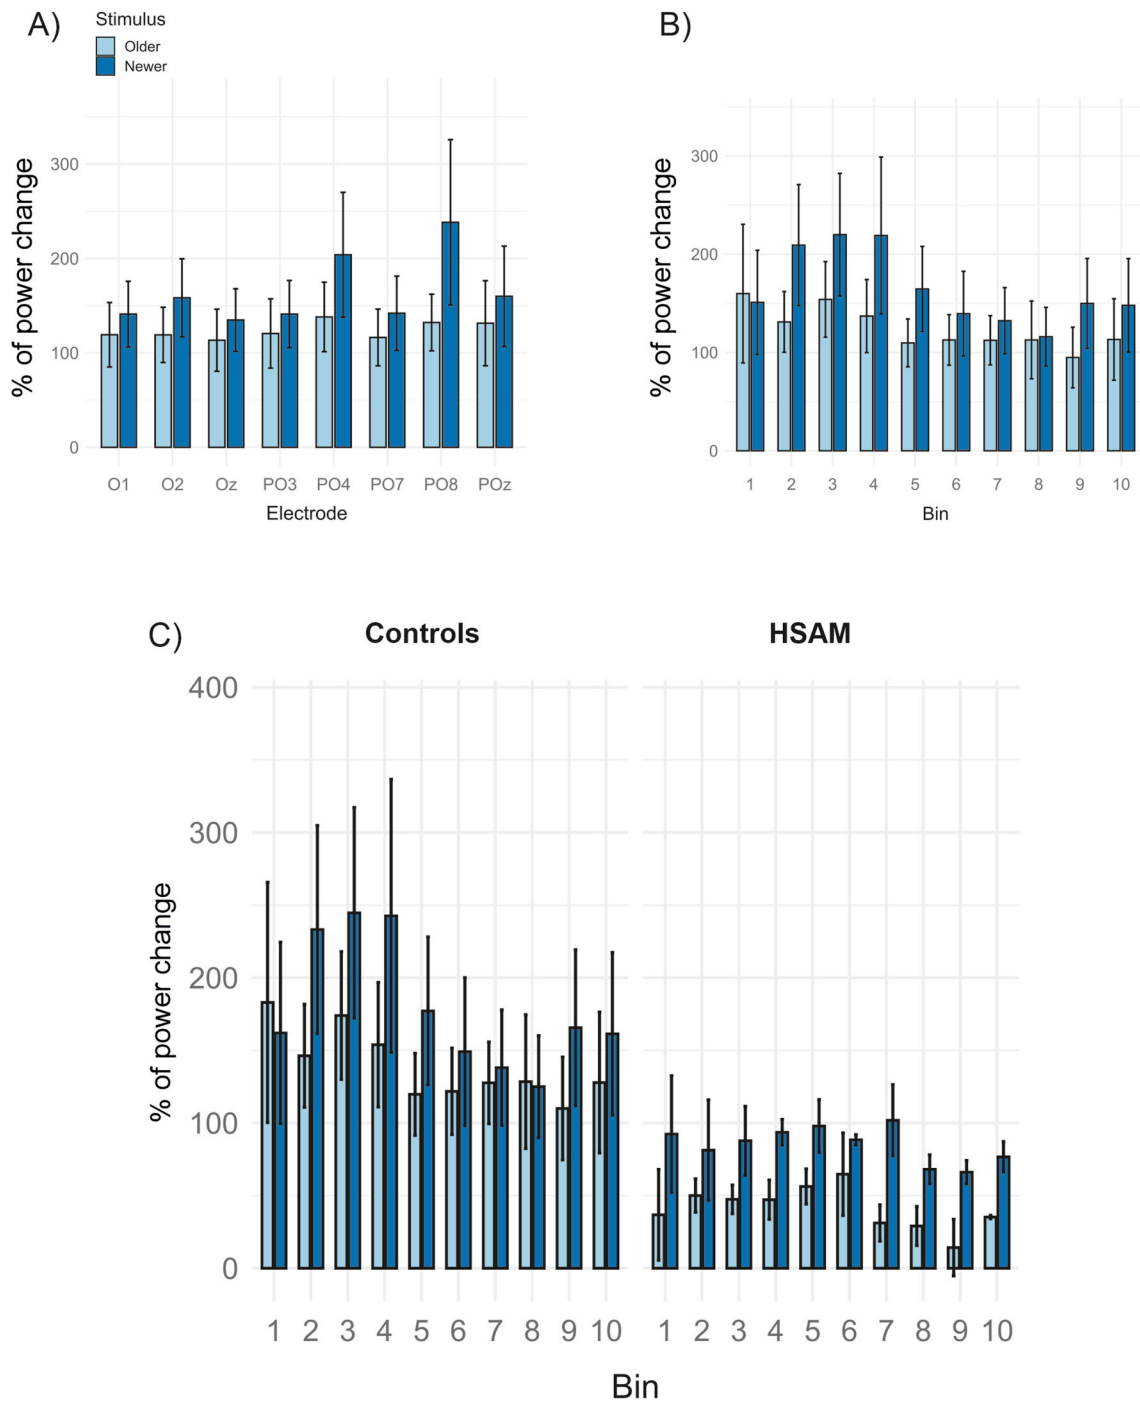 A)
Stimulus
Older
Newer
% of power change
300
200
100
0
O1 O2 Oz PO3 PO4 PO7 PO8 POz
Electrode
B)
% of power change
300
200
100
0
1 2 3 4 5 6 7 8 9 10
Bin
C)
Controls HSAM
% of power change
400
300
200
100
0
1 2 3 4 5 6 7 8 9 10 1 2 3 4 5 6 7 8 9 10
Bin